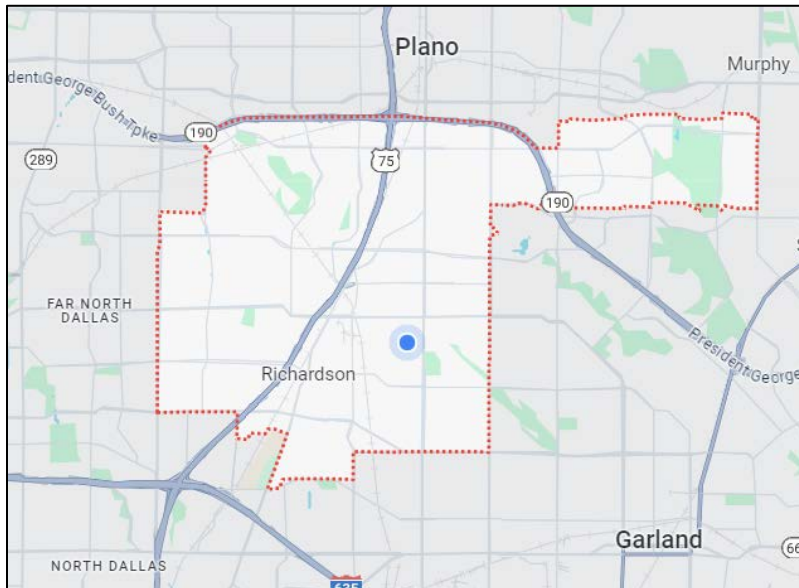 Plano
Murphy
dent George Bush Tpke
190
289
75
190
FAR NORTH
DALLAS
President George
Richardson
Garland
NORTH DALLAS
635
66